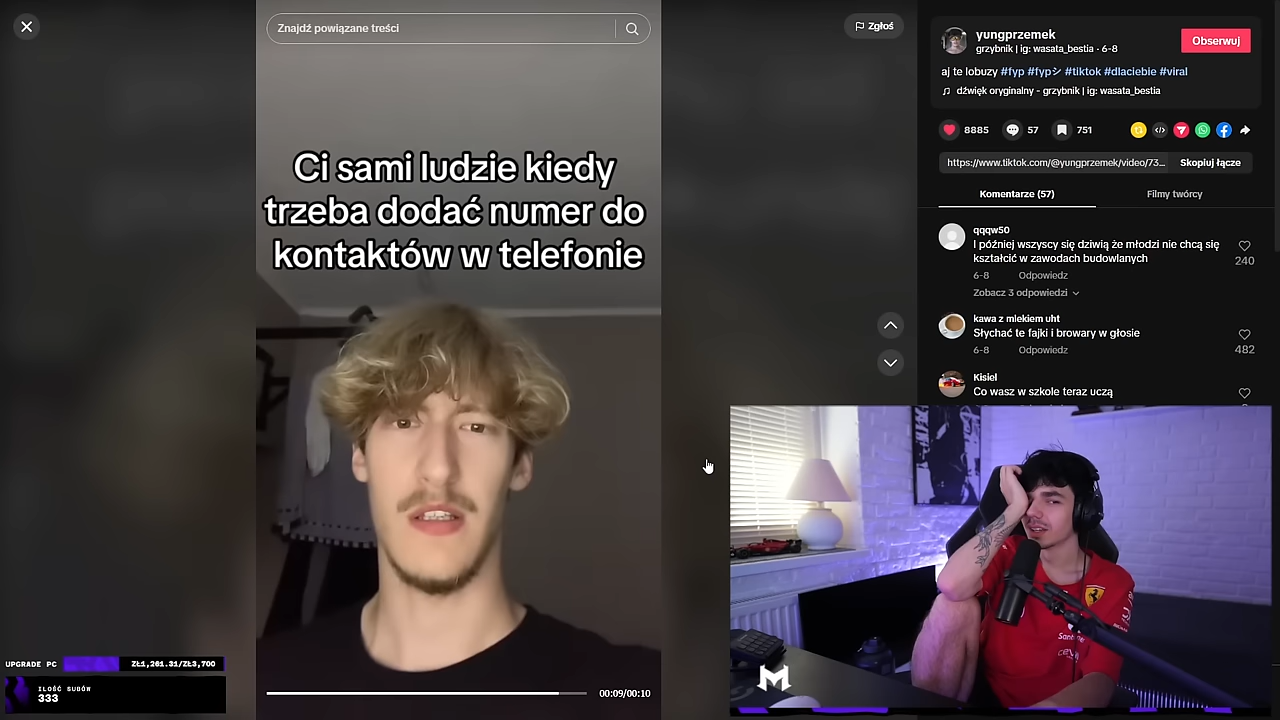 Znajdź powiązane treści
Zgłoś
Ci sami ludzie kiedy
trzeba dodać numer do
kontaktów w telefonie
00:09/00:10
UPGRADE PC
ZŁ1,261.31/ZŁ3,700
ILOŚĆ SUBÓW
333
yungprzemek
grzybnik | ig: wasata_bestia · 6-8
Obserwuj
aj te lobuzy #fyp #fypシ #tiktok #dlaciebie #viral
dźwięk oryginalny - grzybnik | ig: wasata_bestia
8885
57
751
https://www.tiktok.com/@yungprzemek/video/73...
Skopiuj łącze
Komentarze (57)
Filmy twórcy
qqqw50
I później wszyscy się dziwią że młodzi nie chcą się
kształcić w zawodach budowlanych
240
6-8 Odpowiedz
Zobacz 3 odpowiedzi
kawa z mlekiem uht
Słychać te fajki i browary w głosie
482
6-8 Odpowiedz
Kisiel
Co wasz w szkole teraz uczą
M